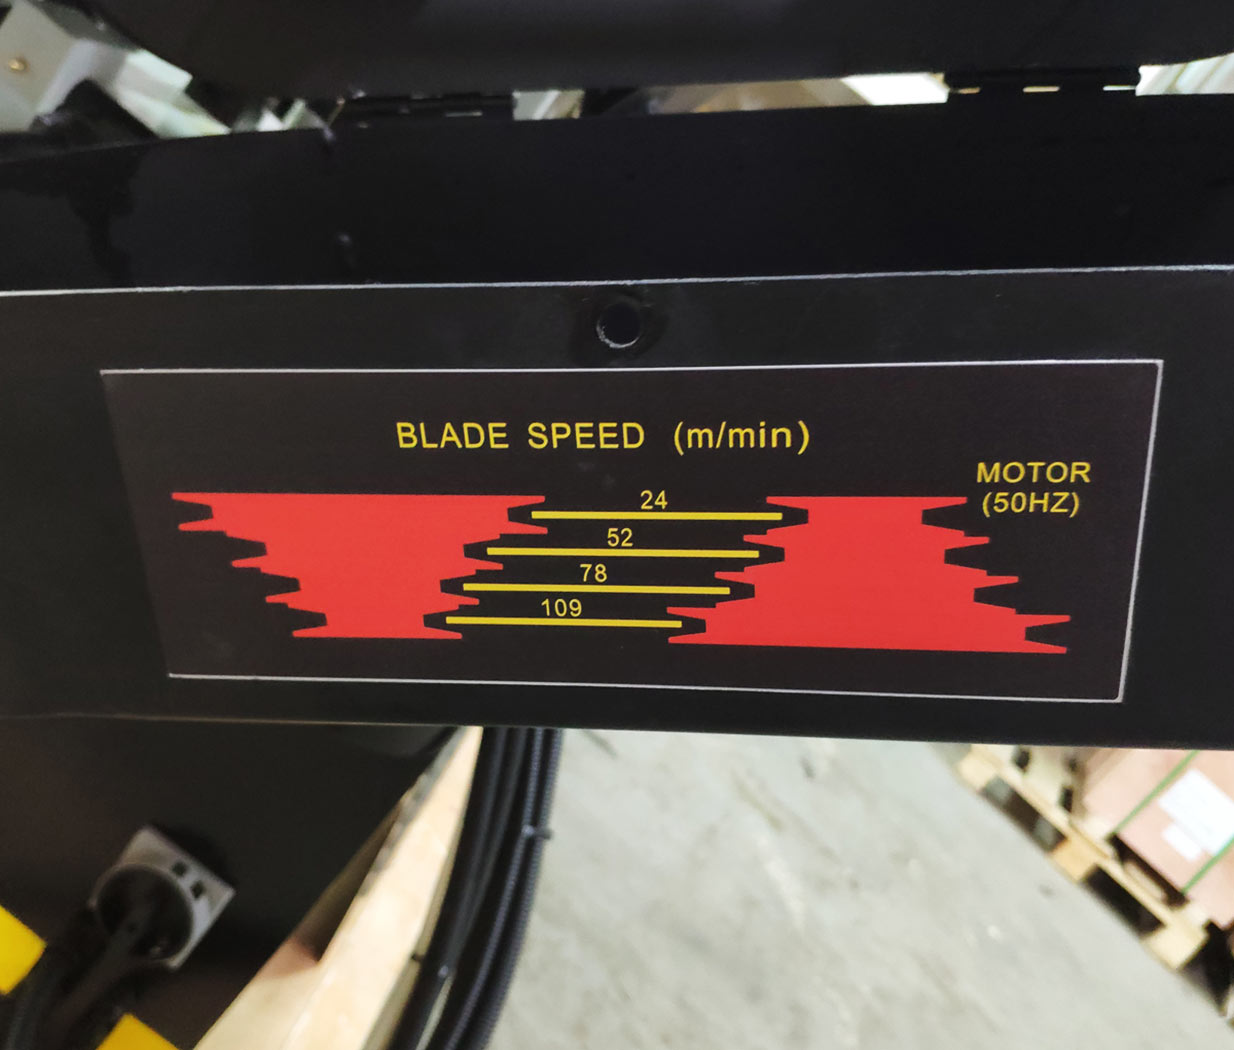 BLADE SPEED (m/min)
MOTOR
(50HZ)
24
52
78
109